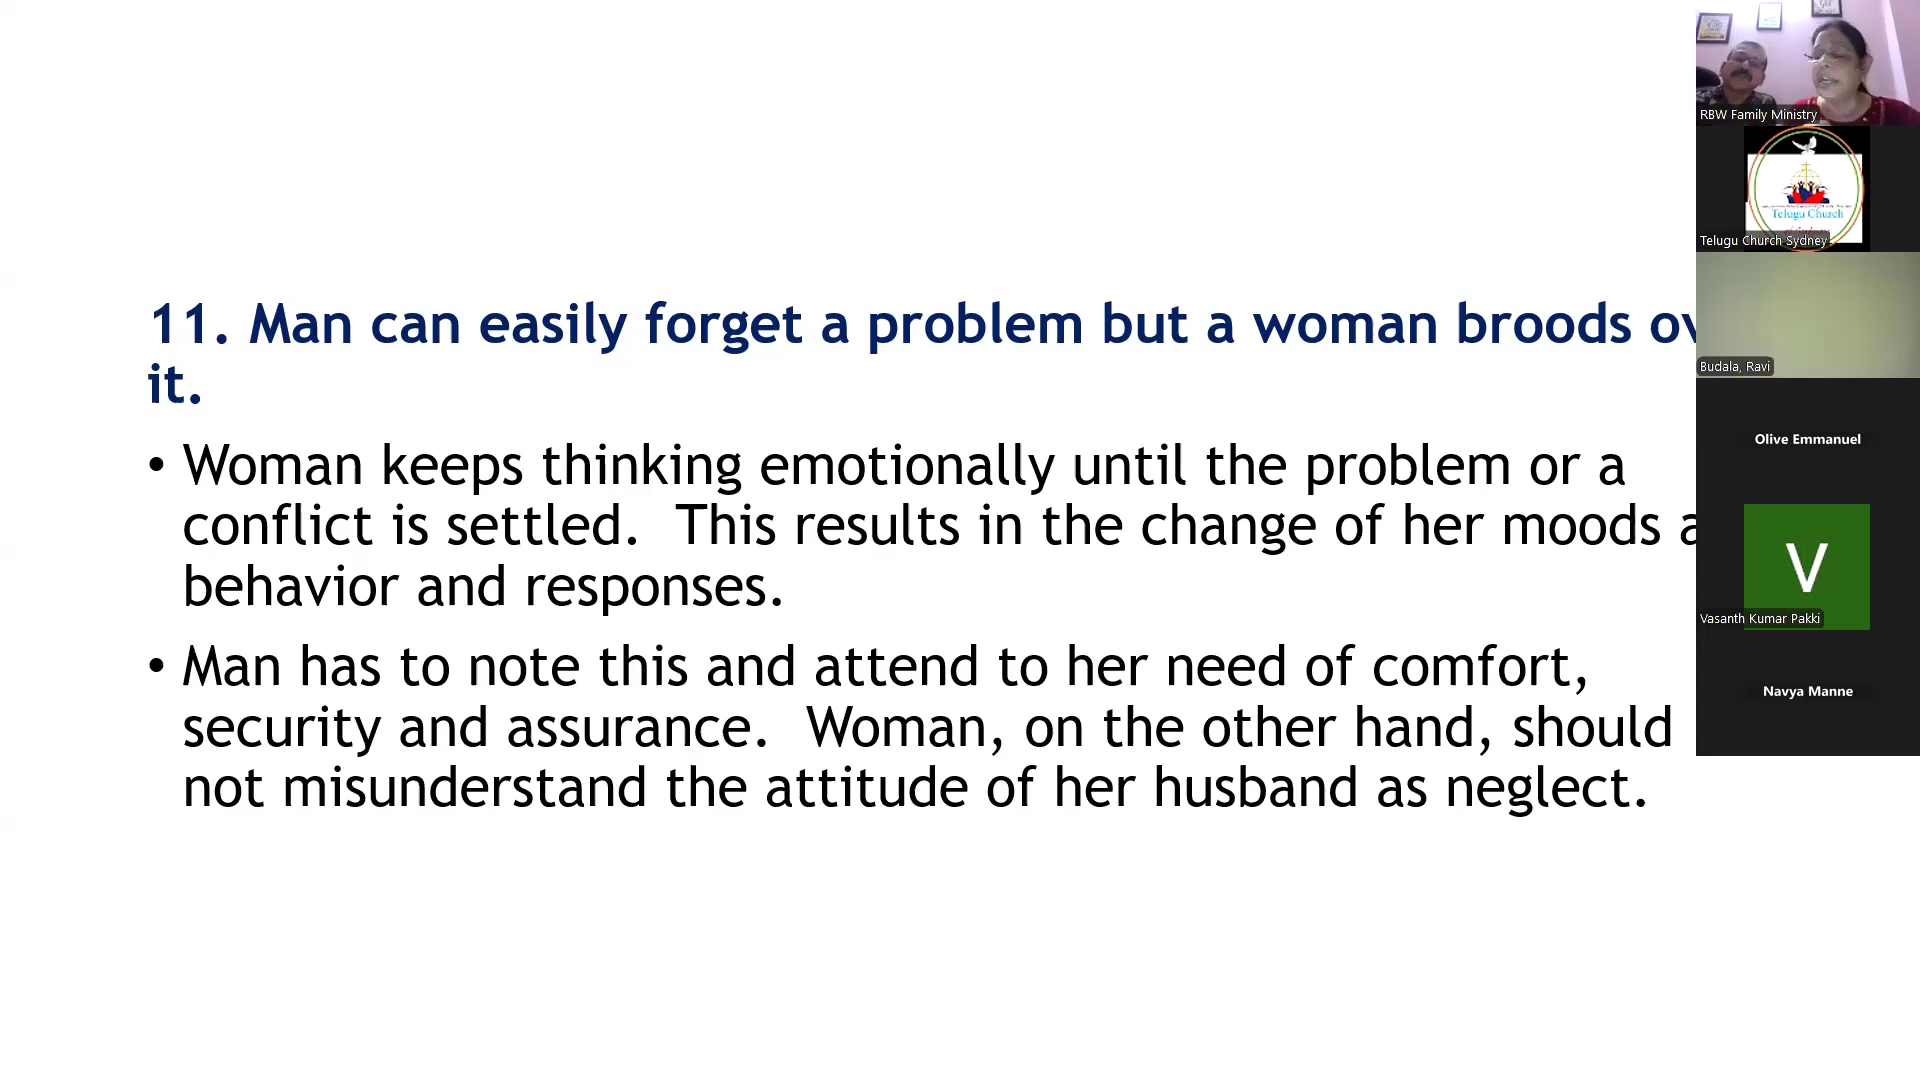 11. Man can easily forget a problem but a woman broods ov
it.
• Woman keeps thinking emotionally until the problem or a
conflict is settled.  This results in the change of her moods a
behavior and responses.
• Man has to note this and attend to her need of comfort,
security and assurance.  Woman, on the other hand, should
not misunderstand the attitude of her husband as neglect.
RBW Family Ministry
Telugu Church
Telugu Church Sydney
Budala, Ravi
Olive Emmanuel
V
Vasanth Kumar Pakki
Navya Manne